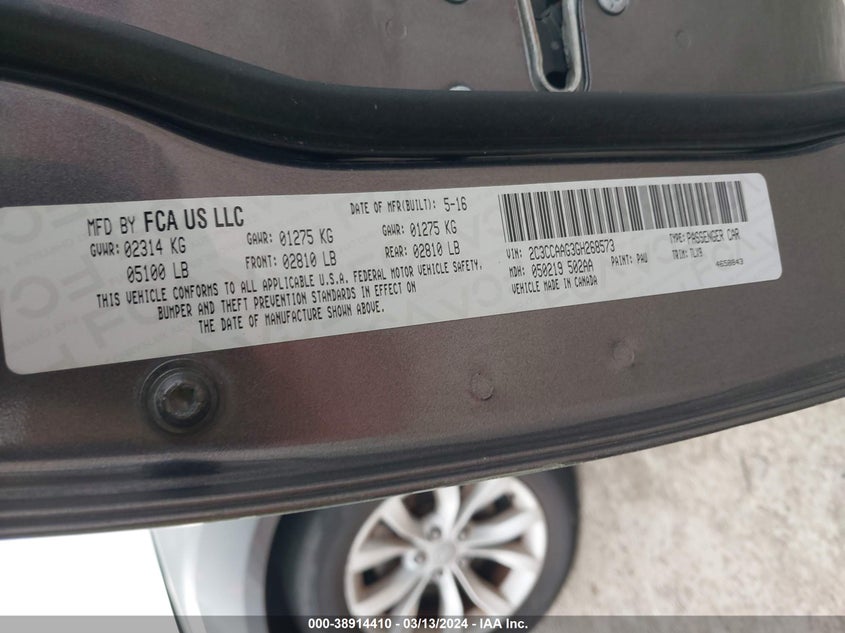 MFD BY FCA US LLC
DATE OF MFR(BUILT): 5-16
GVWR: 02314 KG
GAWR: 01275 KG
GAWR: 01275 KG
05100 LB
FRONT: 02810 LB
REAR: 02810 LB
THIS VEHICLE CONFORMS TO ALL APPLICABLE U.S.A. FEDERAL MOTOR VEHICLE SAFETY,
BUMPER AND THEFT PREVENTION STANDARDS IN EFFECT ON
THE DATE OF MANUFACTURE SHOWN ABOVE.
VIN: 2C3CCAAG3GH268573
TYPE: PASSENGER CAR
MDH: 050219 502AA
PAINT: PAU
TRIM: TLX9
VEHICLE MADE IN CANADA
4650843
000-38914410 - 03/13/2024 - IAA Inc.